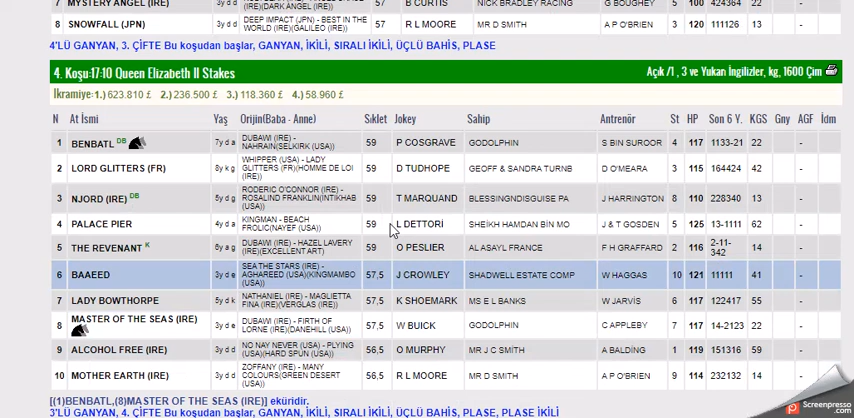 7 MYSTERY ANGEL (IRE) 3y d d (IRE)(DARK ANGEL (IRE)) 57 B CURTIS NICK BRADLEY RACING G BOUGHEY 5 100 424364 22
8 SNOWFALL (JPN) 3y d d DEEP IMPACT (JPN) - BEST IN THE WORLD (IRE)(GALILEO (IRE)) 57 R L MOORE MR D SMITH A P O'BRIEN 3 120 111126 13
4'LÜ GANYAN, 3. ÇİFTE Bu koşudan başlar, GANYAN, İKİLİ, SIRALI İKİLİ, ÜÇLÜ BAHİS, PLASE
4. Koşu:17:10 Queen Elizabeth II Stakes Açık /1 , 3 ve Yukarı İngilizler, kg, 1600 Çim
İkramiye:1.) 623.810 £ 2.) 236.500 £ 3.) 118.360 £ 4.) 58.960 £
N At İsmi Yaş Orijin(Baba - Anne) Sıklet Jokey Sahip Antrenör St HP Son 6 Y. KGS Gny AGF İdm
1 BENBATL DB 7y d a DUBAWI (IRE) - NAHRAIN(SELKIRK (USA)) 59 P COSGRAVE GODOLPHIN S BIN SUROOR 4 117 1133-21 22 -
2 LORD GLITTERS (FR) 8y k g WHIPPER (USA) - LADY GLITTERS (FR)(HOMME DE LOI (IRE)) 59 D TUDHOPE GEOFF & SANDRA TURNB D O'MEARA 3 115 164424 42 -
3 NJORD (IRE) DB 5y d g RODERIC O'CONNOR (IRE) - ROSALIND FRANKLIN(INTIKHAB (USA)) 59 T MARQUAND BLESSINGNDISGUISE PA J HARRINGTON 8 110 228340 13 -
4 PALACE PIER 4y d a KINGMAN - BEACH FROLIC(NAYEF (USA)) 59 L DETTORİ SHEİKH HAMDAN BİN MO J & T GOSDEN 5 125 13-1111 62 -
5 THE REVENANT K 6y a g DUBAWI (IRE) - HAZEL LAVERY (IRE)(EXCELLENT ART) 59 O PESLIER AL ASAYL FRANCE F H GRAFFARD 2 116 2-11-342 14 -
6 BAAEED 3y d e SEA THE STARS (IRE) - AGHAREED (USA)(KINGMAMBO (USA)) 57,5 J CROWLEY SHADWELL ESTATE COMP W HAGGAS 10 121 11111 41 -
7 LADY BOWTHORPE 5y d k NATHANIEL (IRE) - MAGLIETTA FINA (IRE)(VERGLAS (IRE)) 57,5 K SHOEMARK MS E L BANKS W JARVİS 6 117 122417 55 -
8 MASTER OF THE SEAS (IRE) 3y d e DUBAWI (IRE) - FIRTH OF LORNE (IRE)(DANEHILL (USA)) 57,5 W BUICK GODOLPHIN C APPLEBY 7 117 14-2123 22 -
9 ALCOHOL FREE (IRE) 3y d d NO NAY NEVER (USA) - PLYING (USA)(HARD SPUN (USA)) 56,5 O MURPHY MR J C SMİTH A BALDİNG 1 119 151316 59 -
10 MOTHER EARTH (IRE) 3y d d ZOFFANY (IRE) - MANY COLOURS(GREEN DESERT (USA)) 56,5 R L MOORE MR D SMITH A P O'BRIEN 9 114 232132 14 -
[(1)BENBATL,(8)MASTER OF THE SEAS (IRE)] eküridir.
3'LÜ GANYAN, 4. ÇİFTE Bu koşudan başlar, GANYAN, İKİLİ, SIRALI İKİLİ, ÜÇLÜ BAHİS, PLASE, PLASE İKİLİ
Screenpresso.com